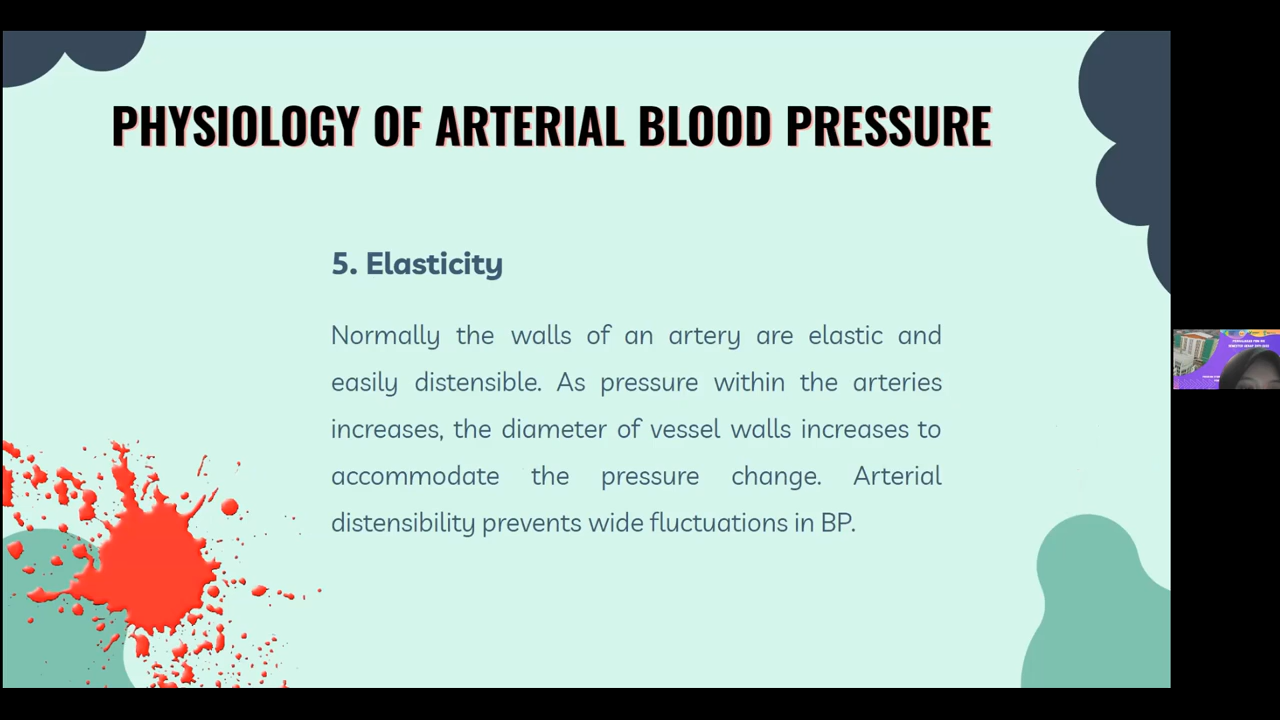 PHYSIOLOGY OF ARTERIAL BLOOD PRESSURE
5. Elasticity
Normally the walls of an artery are elastic and
easily distensible. As pressure within the arteries
increases, the diameter of vessel walls increases to
accommodate the pressure change. Arterial
distensibility prevents wide fluctuations in BP.